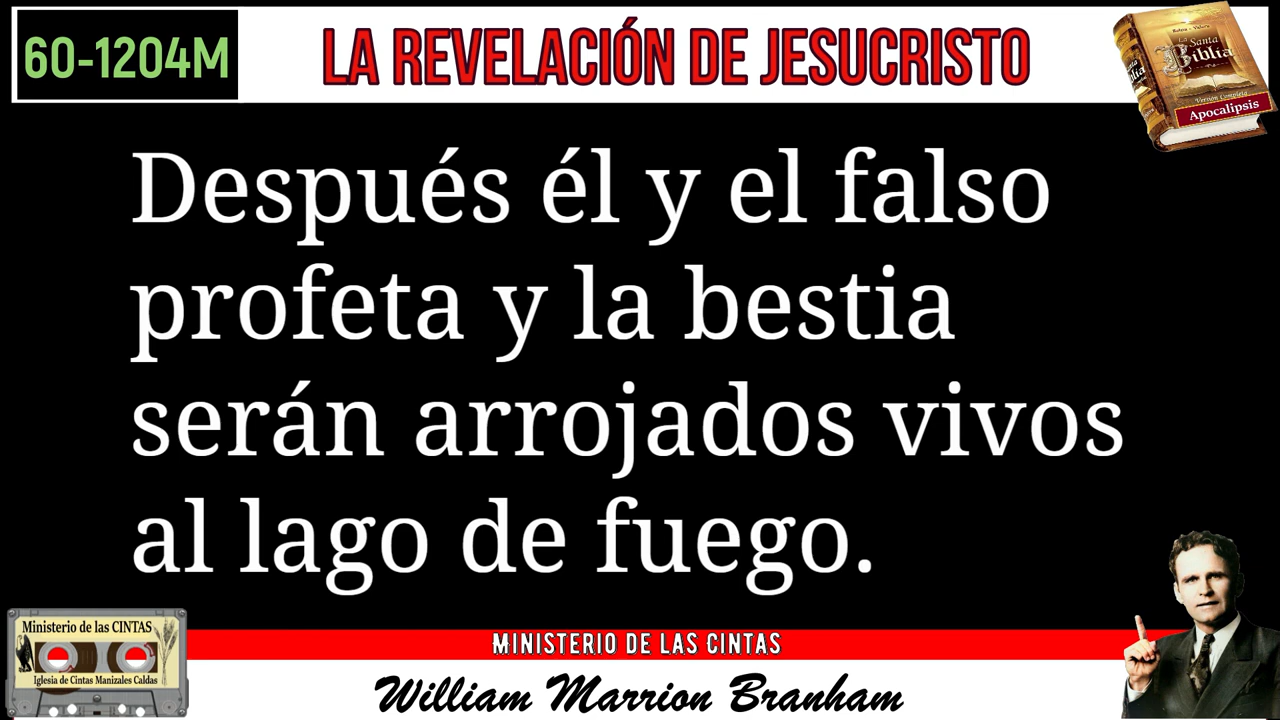 60-1204M
LA REVELACIÓN DE JESUCRISTO
La Santa
Biblia
Versión Completa
Apocalipsis
Después él y el falso
profeta y la bestia
serán arrojados vivos
al lago de fuego.
Ministerio de las CINTAS
Iglesia de Cintas Manizales Caldas
MINISTERIO DE LAS CINTAS
William Marrion Branham